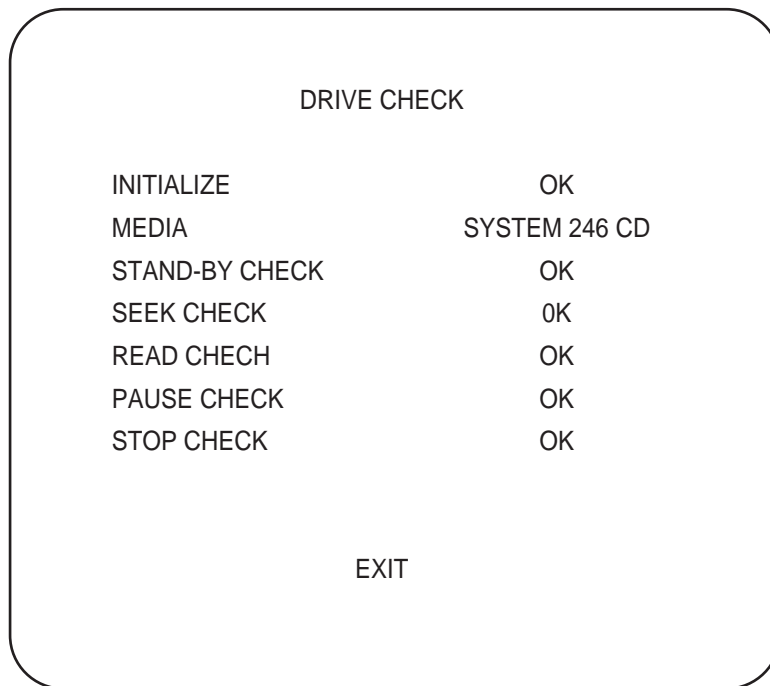 DRIVE CHECK
INITIALIZE OK
MEDIA SYSTEM 246 CD
STAND-BY CHECK OK
SEEK CHECK 0K
READ CHECH OK
PAUSE CHECK OK
STOP CHECK OK
EXIT